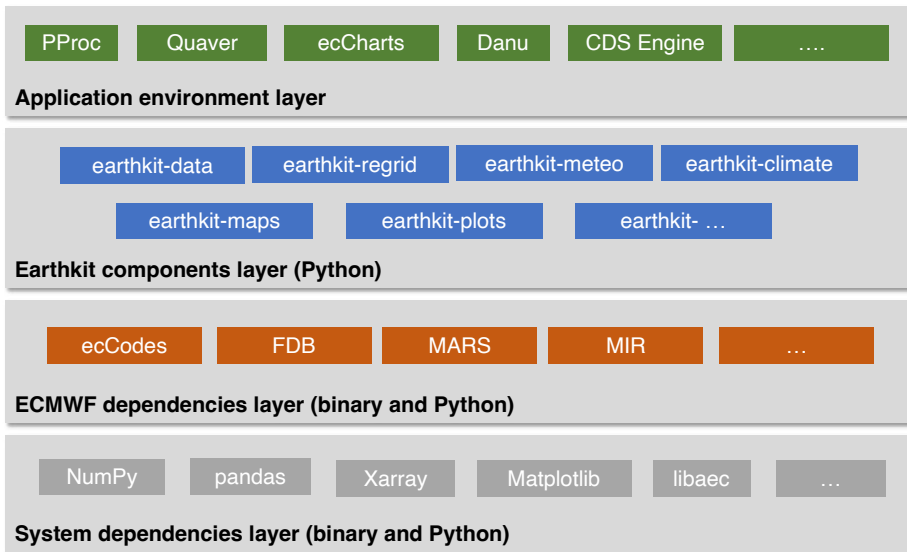 PProc Quaver ecCharts Danu CDS Engine ....
Application environment layer
earthkit-data earthkit-regrid earthkit-meteo earthkit-climate
earthkit-maps earthkit-plots earthkit- ...
Earthkit components layer (Python)
ecCodes FDB MARS MIR ...
ECMWF dependencies layer (binary and Python)
NumPy pandas Xarray Matplotlib libaec ...
System dependencies layer (binary and Python)